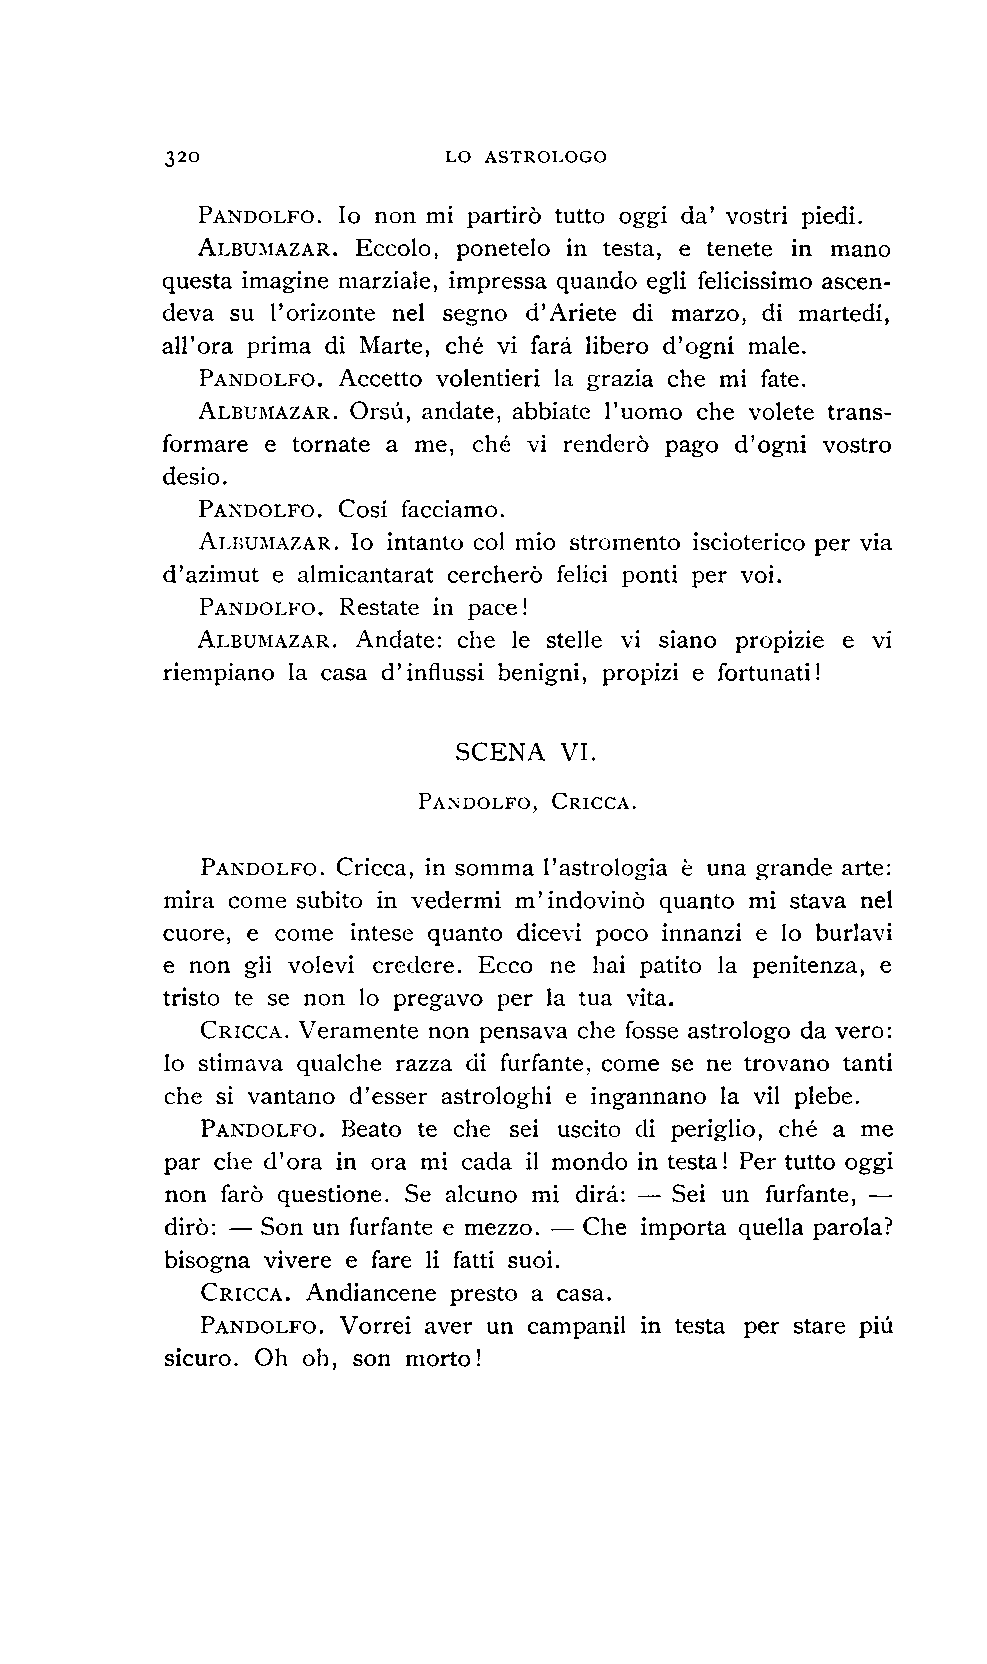 320 LO ASTROLOGO
PANDOLFO. Io non mi partirò tutto oggi da' vostri piedi.
ALBUMAZAR. Eccolo, ponetelo in testa, e tenete in mano
questa imagine marziale, impressa quando egli felicissimo ascen-
deva su l'orizonte nel segno d'Ariete di marzo, di martedí,
all'ora prima di Marte, ché vi fará libero d'ogni male.
PANDOLFO. Accetto volentieri la grazia che mi fate.
ALBUMAZAR. Orsú, andate, abbiate l'uomo che volete trans-
formare e tornate a me, ché vi renderò pago d'ogni vostro
desio.
PANDOLFO. Cosí facciamo.
ALBUMAZAR. Io intanto col mio stromento iscioterico per via
d'azimut e almicantarat cercherò felici ponti per voi.
PANDOLFO. Restate in pace!
ALBUMAZAR. Andate: che le stelle vi siano propizie e vi
riempiano la casa d'influssi benigni, propizi e fortunati!
SCENA VI.
PANDOLFO, CRICCA.
PANDOLFO. Cricca, in somma l'astrologia è una grande arte:
mira come subito in vedermi m'indovinò quanto mi stava nel
cuore, e come intese quanto dicevi poco innanzi e lo burlavi
e non gli volevi credere. Ecco ne hai patito la penitenza, e
tristo te se non lo pregavo per la tua vita.
CRICCA. Veramente non pensava che fosse astrologo da vero:
lo stimava qualche razza di furfante, come se ne trovano tanti
che si vantano d'esser astrologhi e ingannano la vil plebe.
PANDOLFO. Beato te che sei uscito di periglio, ché a me
par che d'ora in ora mi cada il mondo in testa! Per tutto oggi
non farò questione. Se alcuno mi dirá: — Sei un furfante, —
dirò: — Son un furfante e mezzo. — Che importa quella parola?
bisogna vivere e fare li fatti suoi.
CRICCA. Andiancene presto a casa.
PANDOLFO. Vorrei aver un campanil in testa per stare piú
sicuro. Oh oh, son morto!